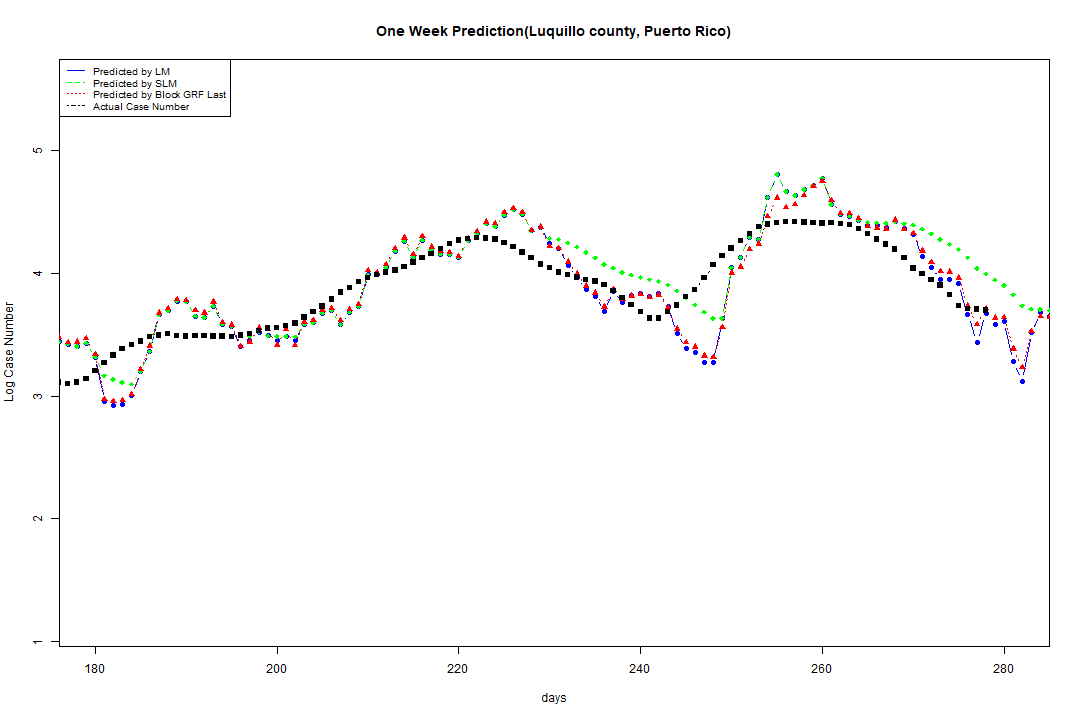 One Week Prediction(Luquillo county, Puerto Rico)
Predicted by LM
Predicted by SLM
Predicted by Block GRF Last
Actual Case Number
5
4
3
2
1
Log Case Number
180 200 220 240 260 280
days